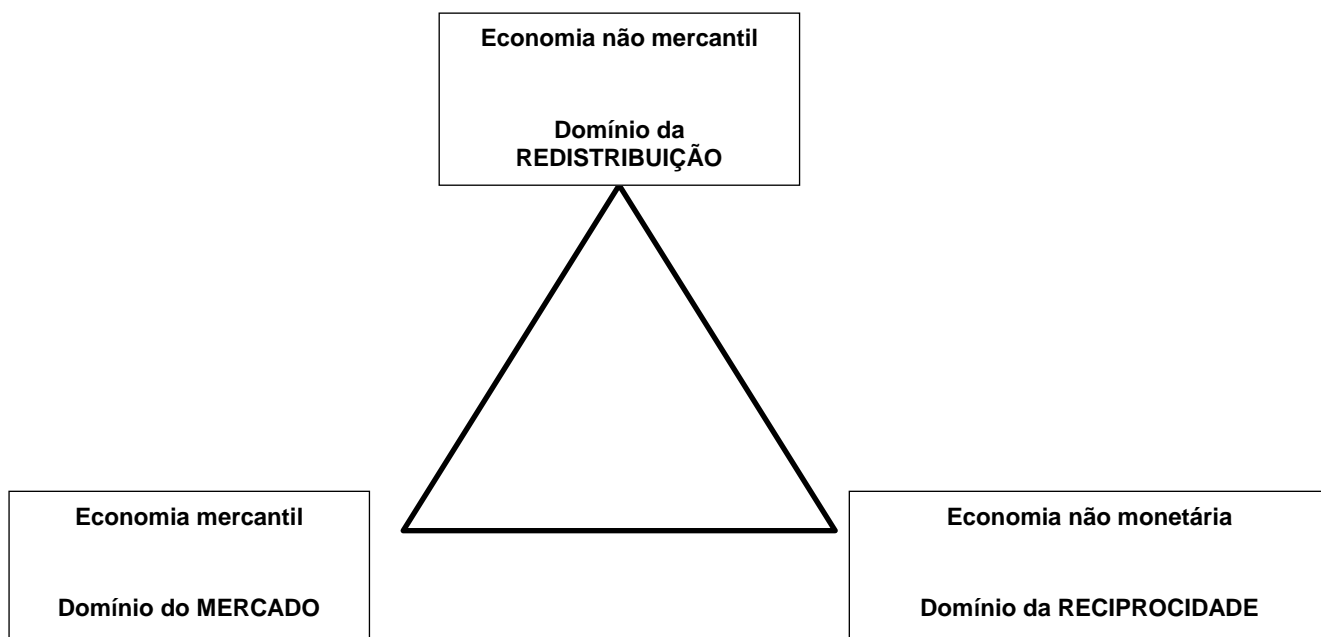 Economia não mercantil
Domínio da
REDISTRIBUIÇÃO
Economia mercantil
Domínio do MERCADO
Economia não monetária
Domínio da RECIPROCIDADE